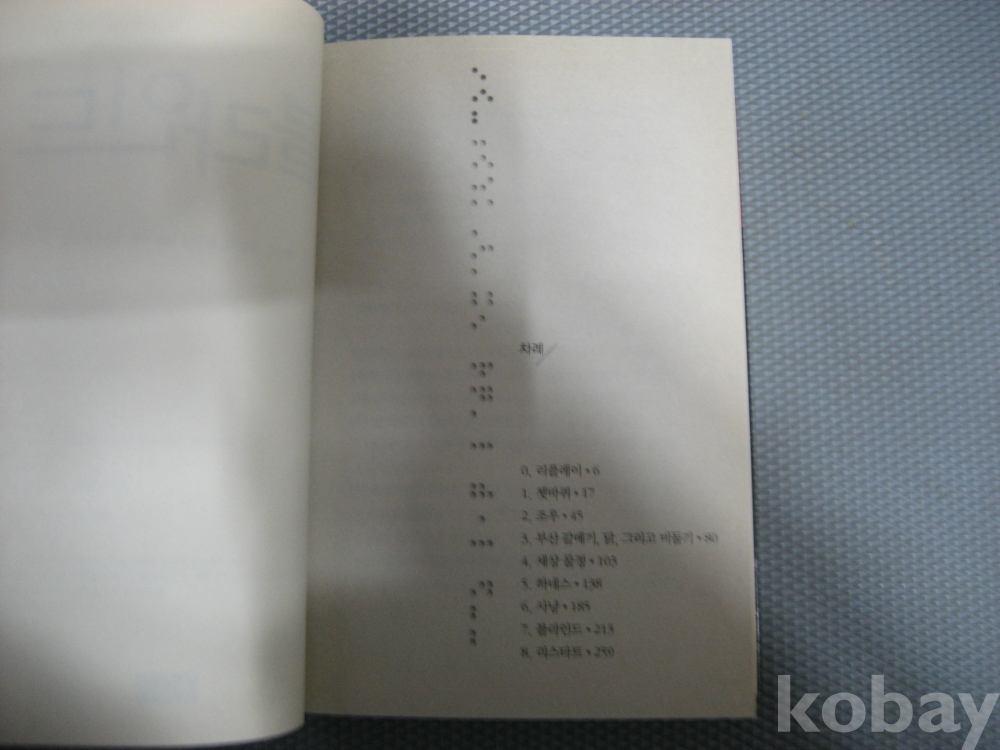 차례
0. 리플레이 • 6
1. 쳇바퀴 • 17
2. 조우 • 45
3. 부산 갈매기, 닭, 그리고 비둘기 • 80
4. 세상 물정 • 103
5. 하네스 • 138
6. 사냥 • 185
7. 블라인드 • 213
8. 리스타트 • 259
kobay